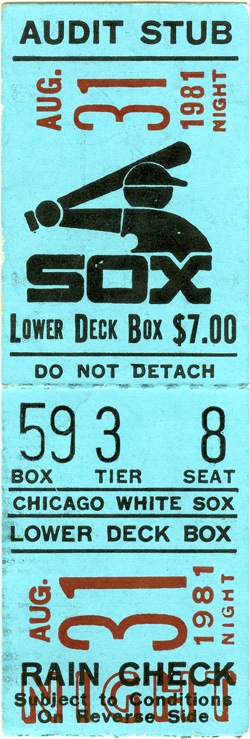 AUDIT STUB
AUG.
31
1981
NIGHT
SOX
LOWER DECK BOX $7.00
DO NOT DETACH
59 3 8
BOX TIER SEAT
CHICAGO WHITE SOX
LOWER DECK BOX
AUG.
31
1981
NIGHT
RAIN CHECK
NIGHT
Subject to Conditions
On Reverse Side